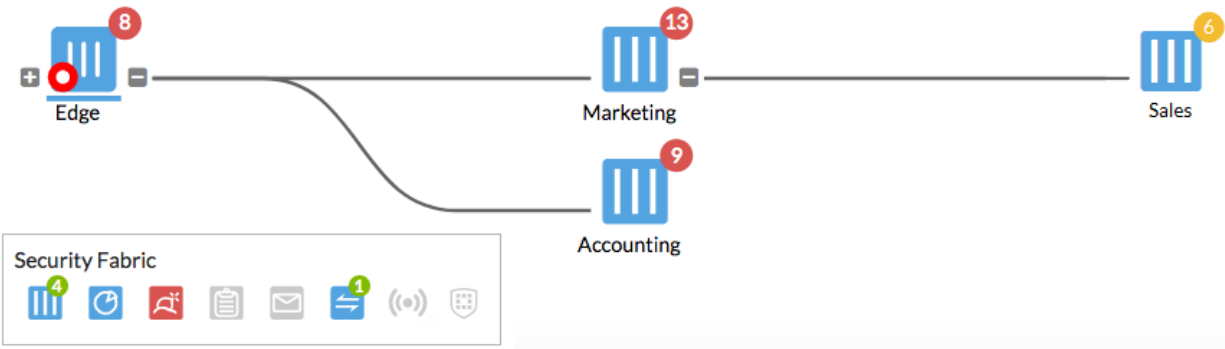 8
13
6
Edge
Marketing
Sales
9
Accounting
Security Fabric
4
1